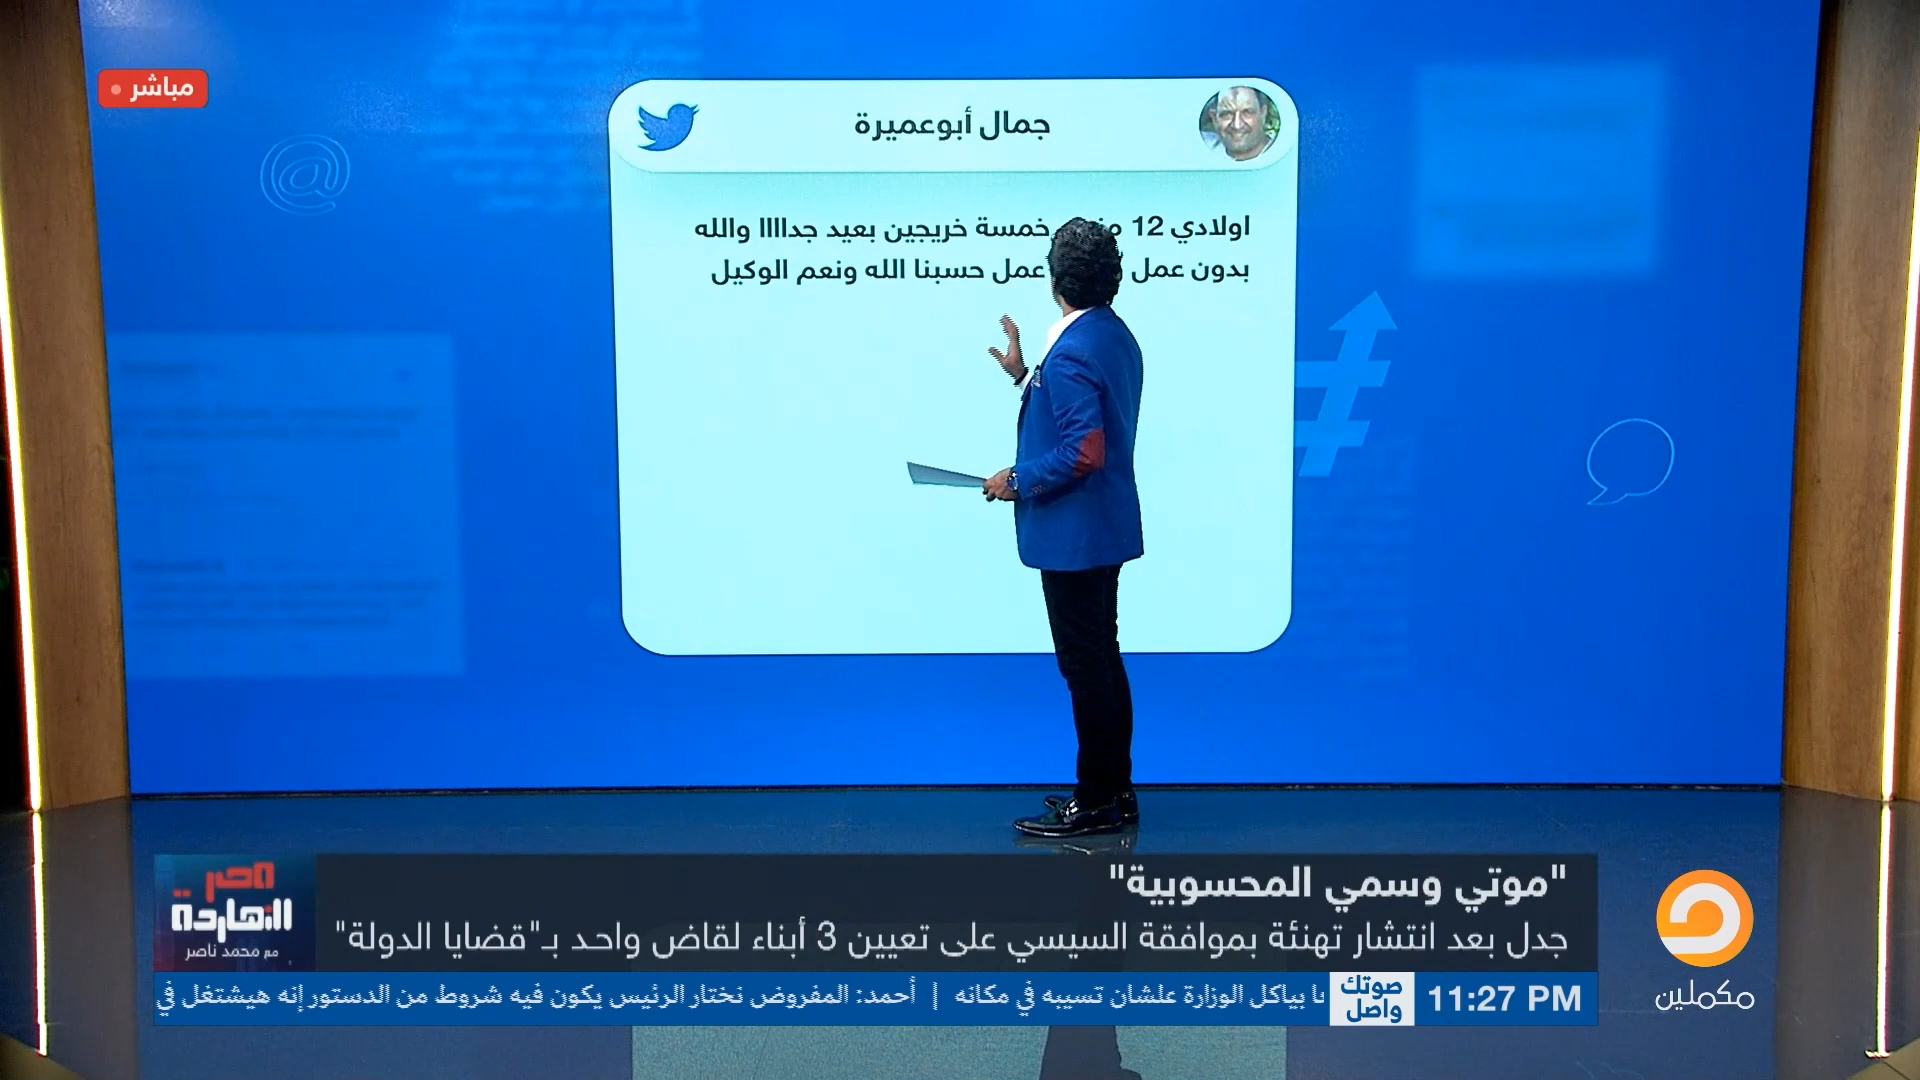 مباشر
جمال أبوعميرة
اولادي 12 خمسة خريجين بعيد جداااا والله
بدون عمل عمل حسبنا الله ونعم الوكيل
"موتي وسمي المحسوبية"
جدل بعد انتشار تهنئة بموافقة السيسي على تعيين 3 أبناء لقاض واحد بـ"قضايا الدولة"
مصر
النهاردة
مع محمد ناصر
11:27 PM
صوتك
واصل
بياكل الوزارة علشان تسيبه في مكانه | أحمد: المفروض نختار الرئيس يكون فيه شروط من الدستور إنه هيشتغل في
مكملين